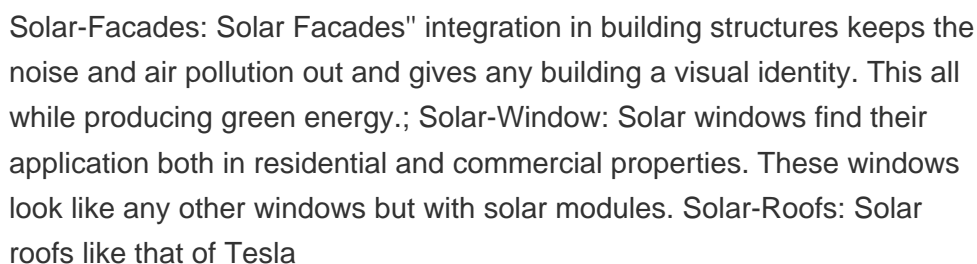 Solar-Facades: Solar Facades" integration in building structures keeps the
noise and air pollution out and gives any building a visual identity. This all
while producing green energy.; Solar-Window: Solar windows find their
application both in residential and commercial properties. These windows
look like any other windows but with solar modules. Solar-Roofs: Solar
roofs like that of Tesla